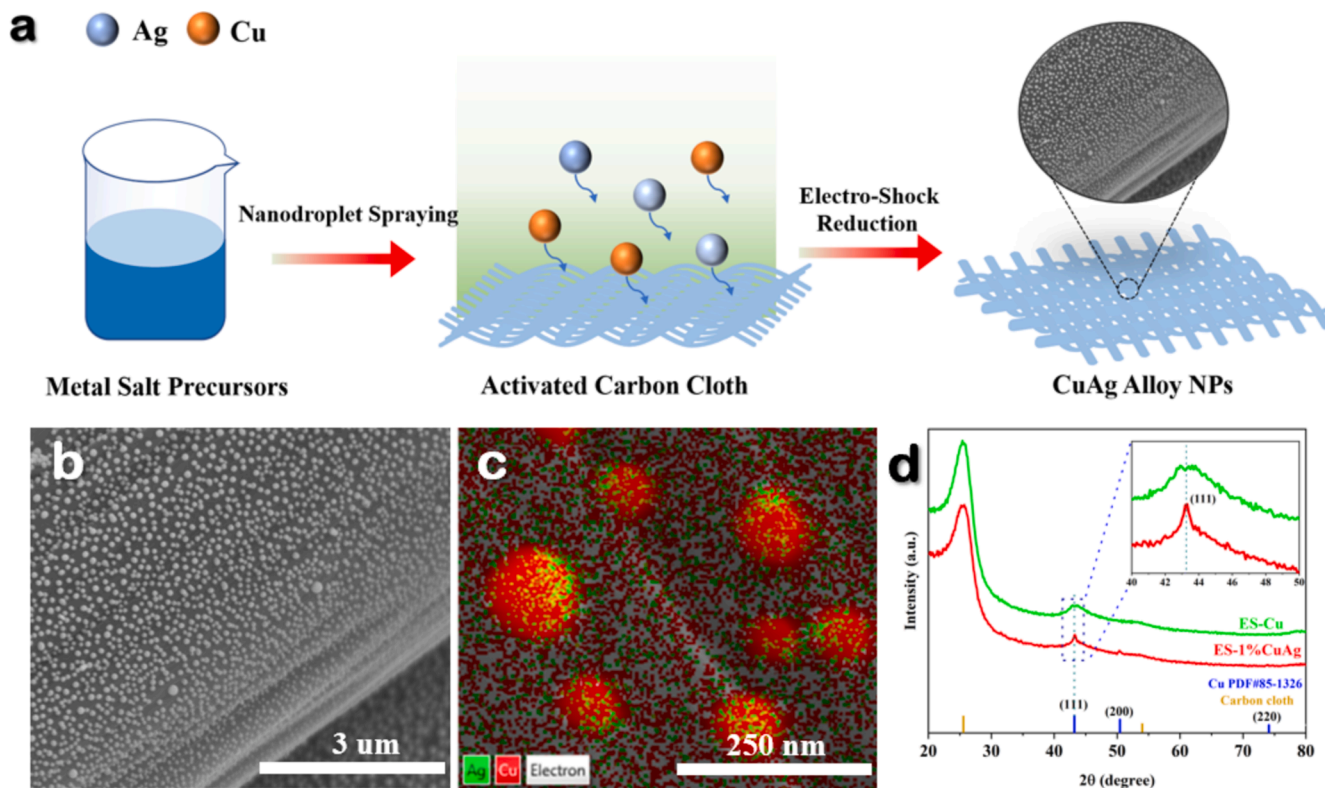 a
Ag
Cu
Nanodroplet Spraying
Electro-Shock
Reduction
Metal Salt Precursors
Activated Carbon Cloth
CuAg Alloy NPs
b
3 um
c
Ag
Cu
Electron
250 nm
d
Intensity (a.u.)
(111)
40 42 44 46 48 50
ES-Cu
ES-1%CuAg
Cu PDF#85-1326
Carbon cloth
(111)
(200)
(220)
20 30 40 50 60 70 80
2θ (degree)